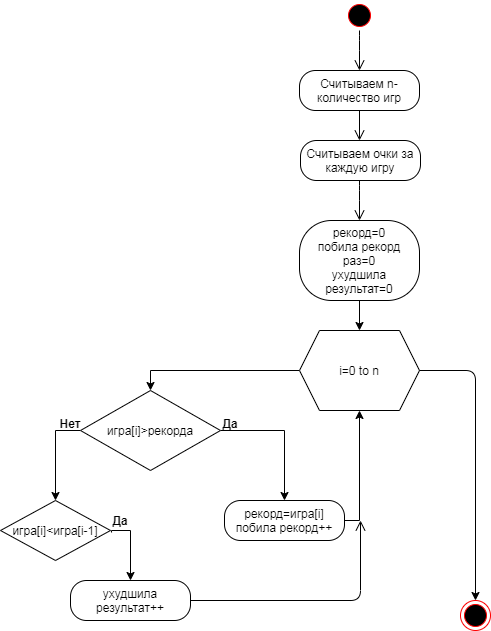 Считываем n-
количество игр
Считываем очки за
каждую игру
рекорд=0
побила рекорд
раз=0
ухудшила
результат=0
i=0 to n
игра[i]>рекорда
Нет
Да
рекорд=игра[i]
побила рекорд++
игра[i]<игра[i-1]
Да
ухудшила
результат++